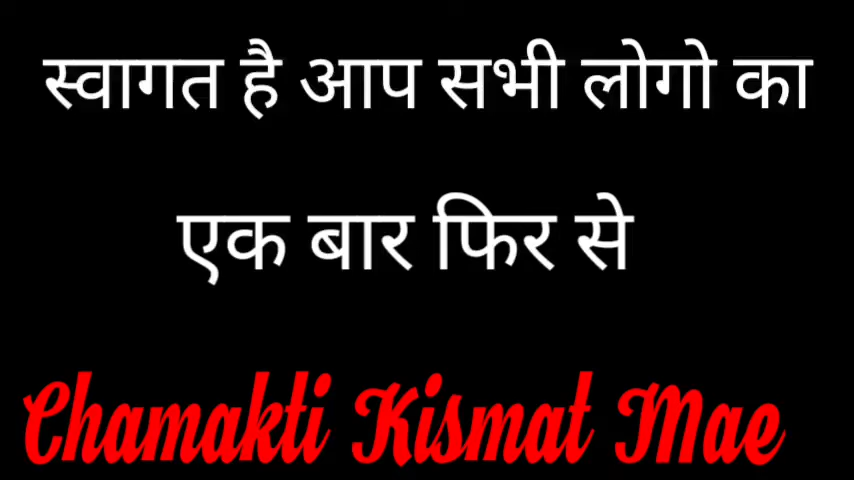 स्वागत है आप सभी लोगो का
एक बार फिर से
Chamakti Kismat Mae